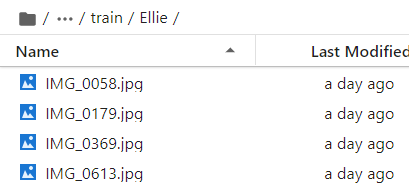 / ··· / train / Ellie /
Name Last Modified
IMG_0058.jpg a day ago
IMG_0179.jpg a day ago
IMG_0369.jpg a day ago
IMG_0613.jpg a day ago